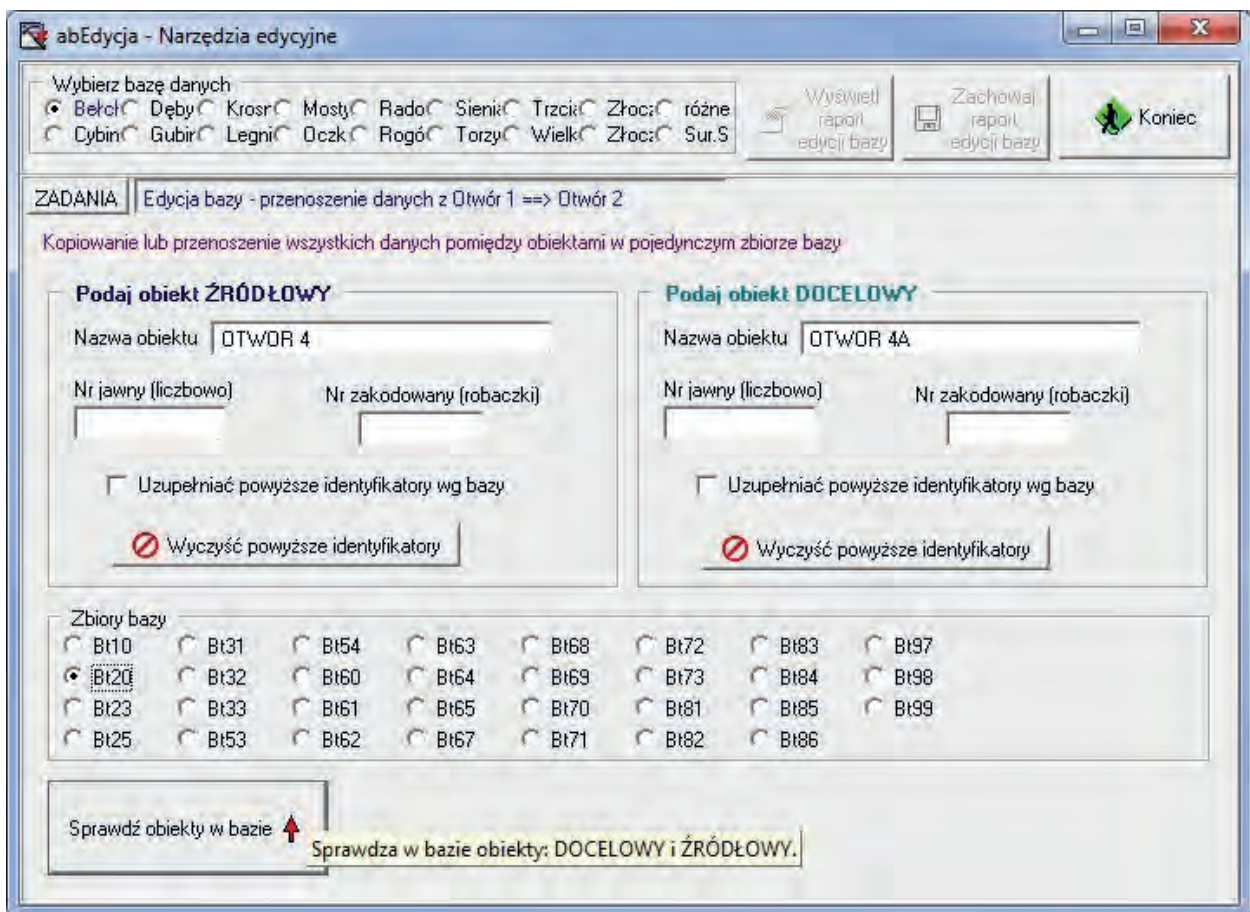 abEdycja - Narzędzia edycyjne
Wybierz bazę danych
Bełch Dęby Krosr Mosty Rado Sienia Trzcia Złocz różne
Cybin Gubir Legni Oczk Rogó Torzy Wielk Złocz Sur.S
Wyświetl raport edycji bazy
Zachowaj raport edycji bazy
Koniec
ZADANIA Edycja bazy - przenoszenie danych z Otwór 1 ==> Otwór 2
Kopiowanie lub przenoszenie wszystkich danych pomiędzy obiektami w pojedynczym zbiorze bazy
Podaj obiekt ŹRÓDŁOWY
Nazwa obiektu OTWOR 4
Nr jawny (liczbowo) Nr zakodowany (robaczki)
Uzupełniać powyższe identyfikatory wg bazy
Wyczyść powyższe identyfikatory
Podaj obiekt DOCELOWY
Nazwa obiektu OTWOR 4A
Nr jawny (liczbowo) Nr zakodowany (robaczki)
Uzupełniać powyższe identyfikatory wg bazy
Wyczyść powyższe identyfikatory
Zbiory bazy
Bt10 Bt31 Bt54 Bt63 Bt68 Bt72 Bt83 Bt97
Bt20 Bt32 Bt60 Bt64 Bt69 Bt73 Bt84 Bt98
Bt23 Bt33 Bt61 Bt65 Bt70 Bt81 Bt85 Bt99
Bt25 Bt53 Bt62 Bt67 Bt71 Bt82 Bt86
Sprawdź obiekty w bazie
Sprawdza w bazie obiekty: DOCELOWY i ŹRÓDŁOWY.